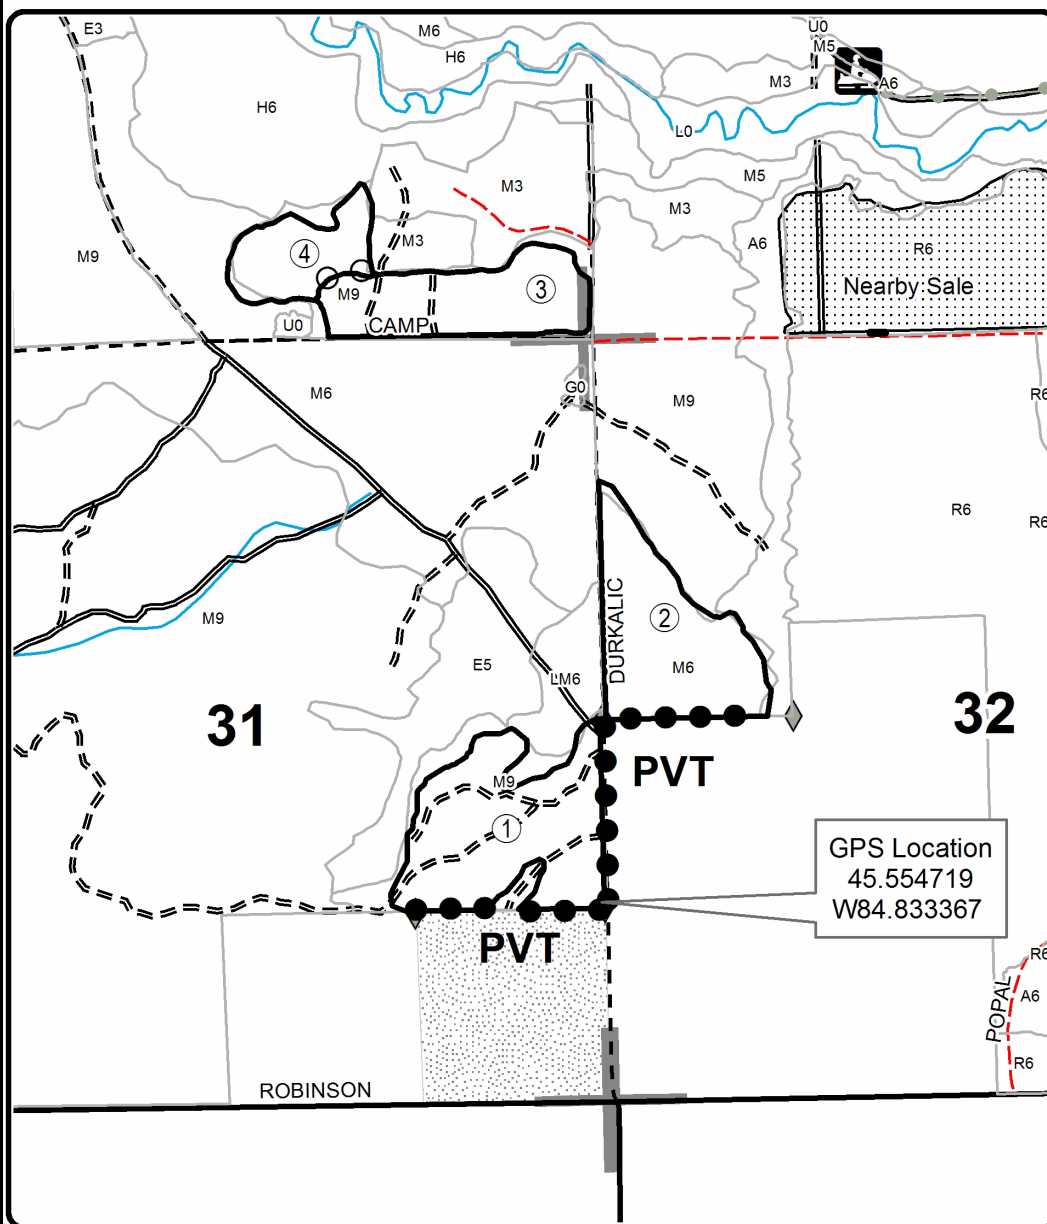 E3
M6
U0
M5
H6
M3
A6
H6
L0
M3
M5
M3
M3
A6
R6
M9
4
M9
3
Nearby Sale
U0
CAMP
G0
M6
M9
R6
R6
R6
M9
DURKALIC
2
E5
LM6
M6
31
32
PVT
M9
1
GPS Location
45.554719
W84.833367
PVT
R6
POPAL
A6
R6
ROBINSON